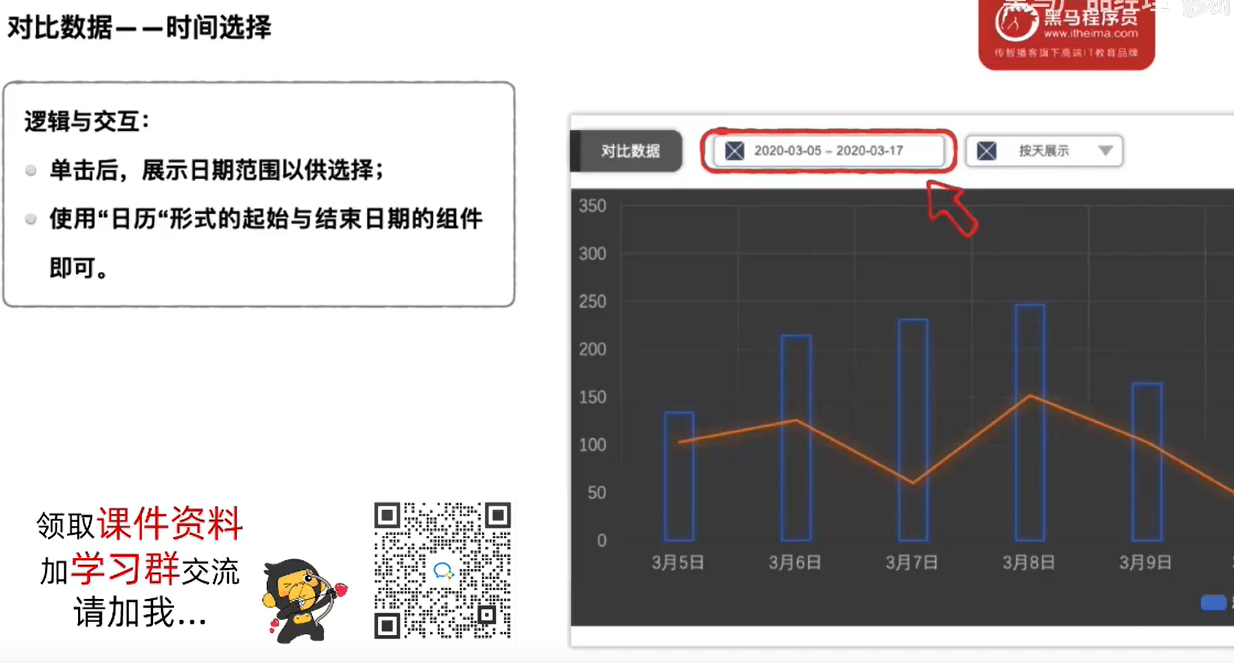 对比数据——时间选择
黑马程序员
www.itheima.com
传智播客旗下高端IT教育品牌
逻辑与交互：
单击后，展示日期范围以供选择；
使用“日历“形式的起始与结束日期的组件
即可。
对比数据
2020-03-05 – 2020-03-17
按天展示
350
300
250
200
150
100
50
0
3月5日
3月6日
3月7日
3月8日
3月9日
领取课件资料
加学习群交流
请加我...